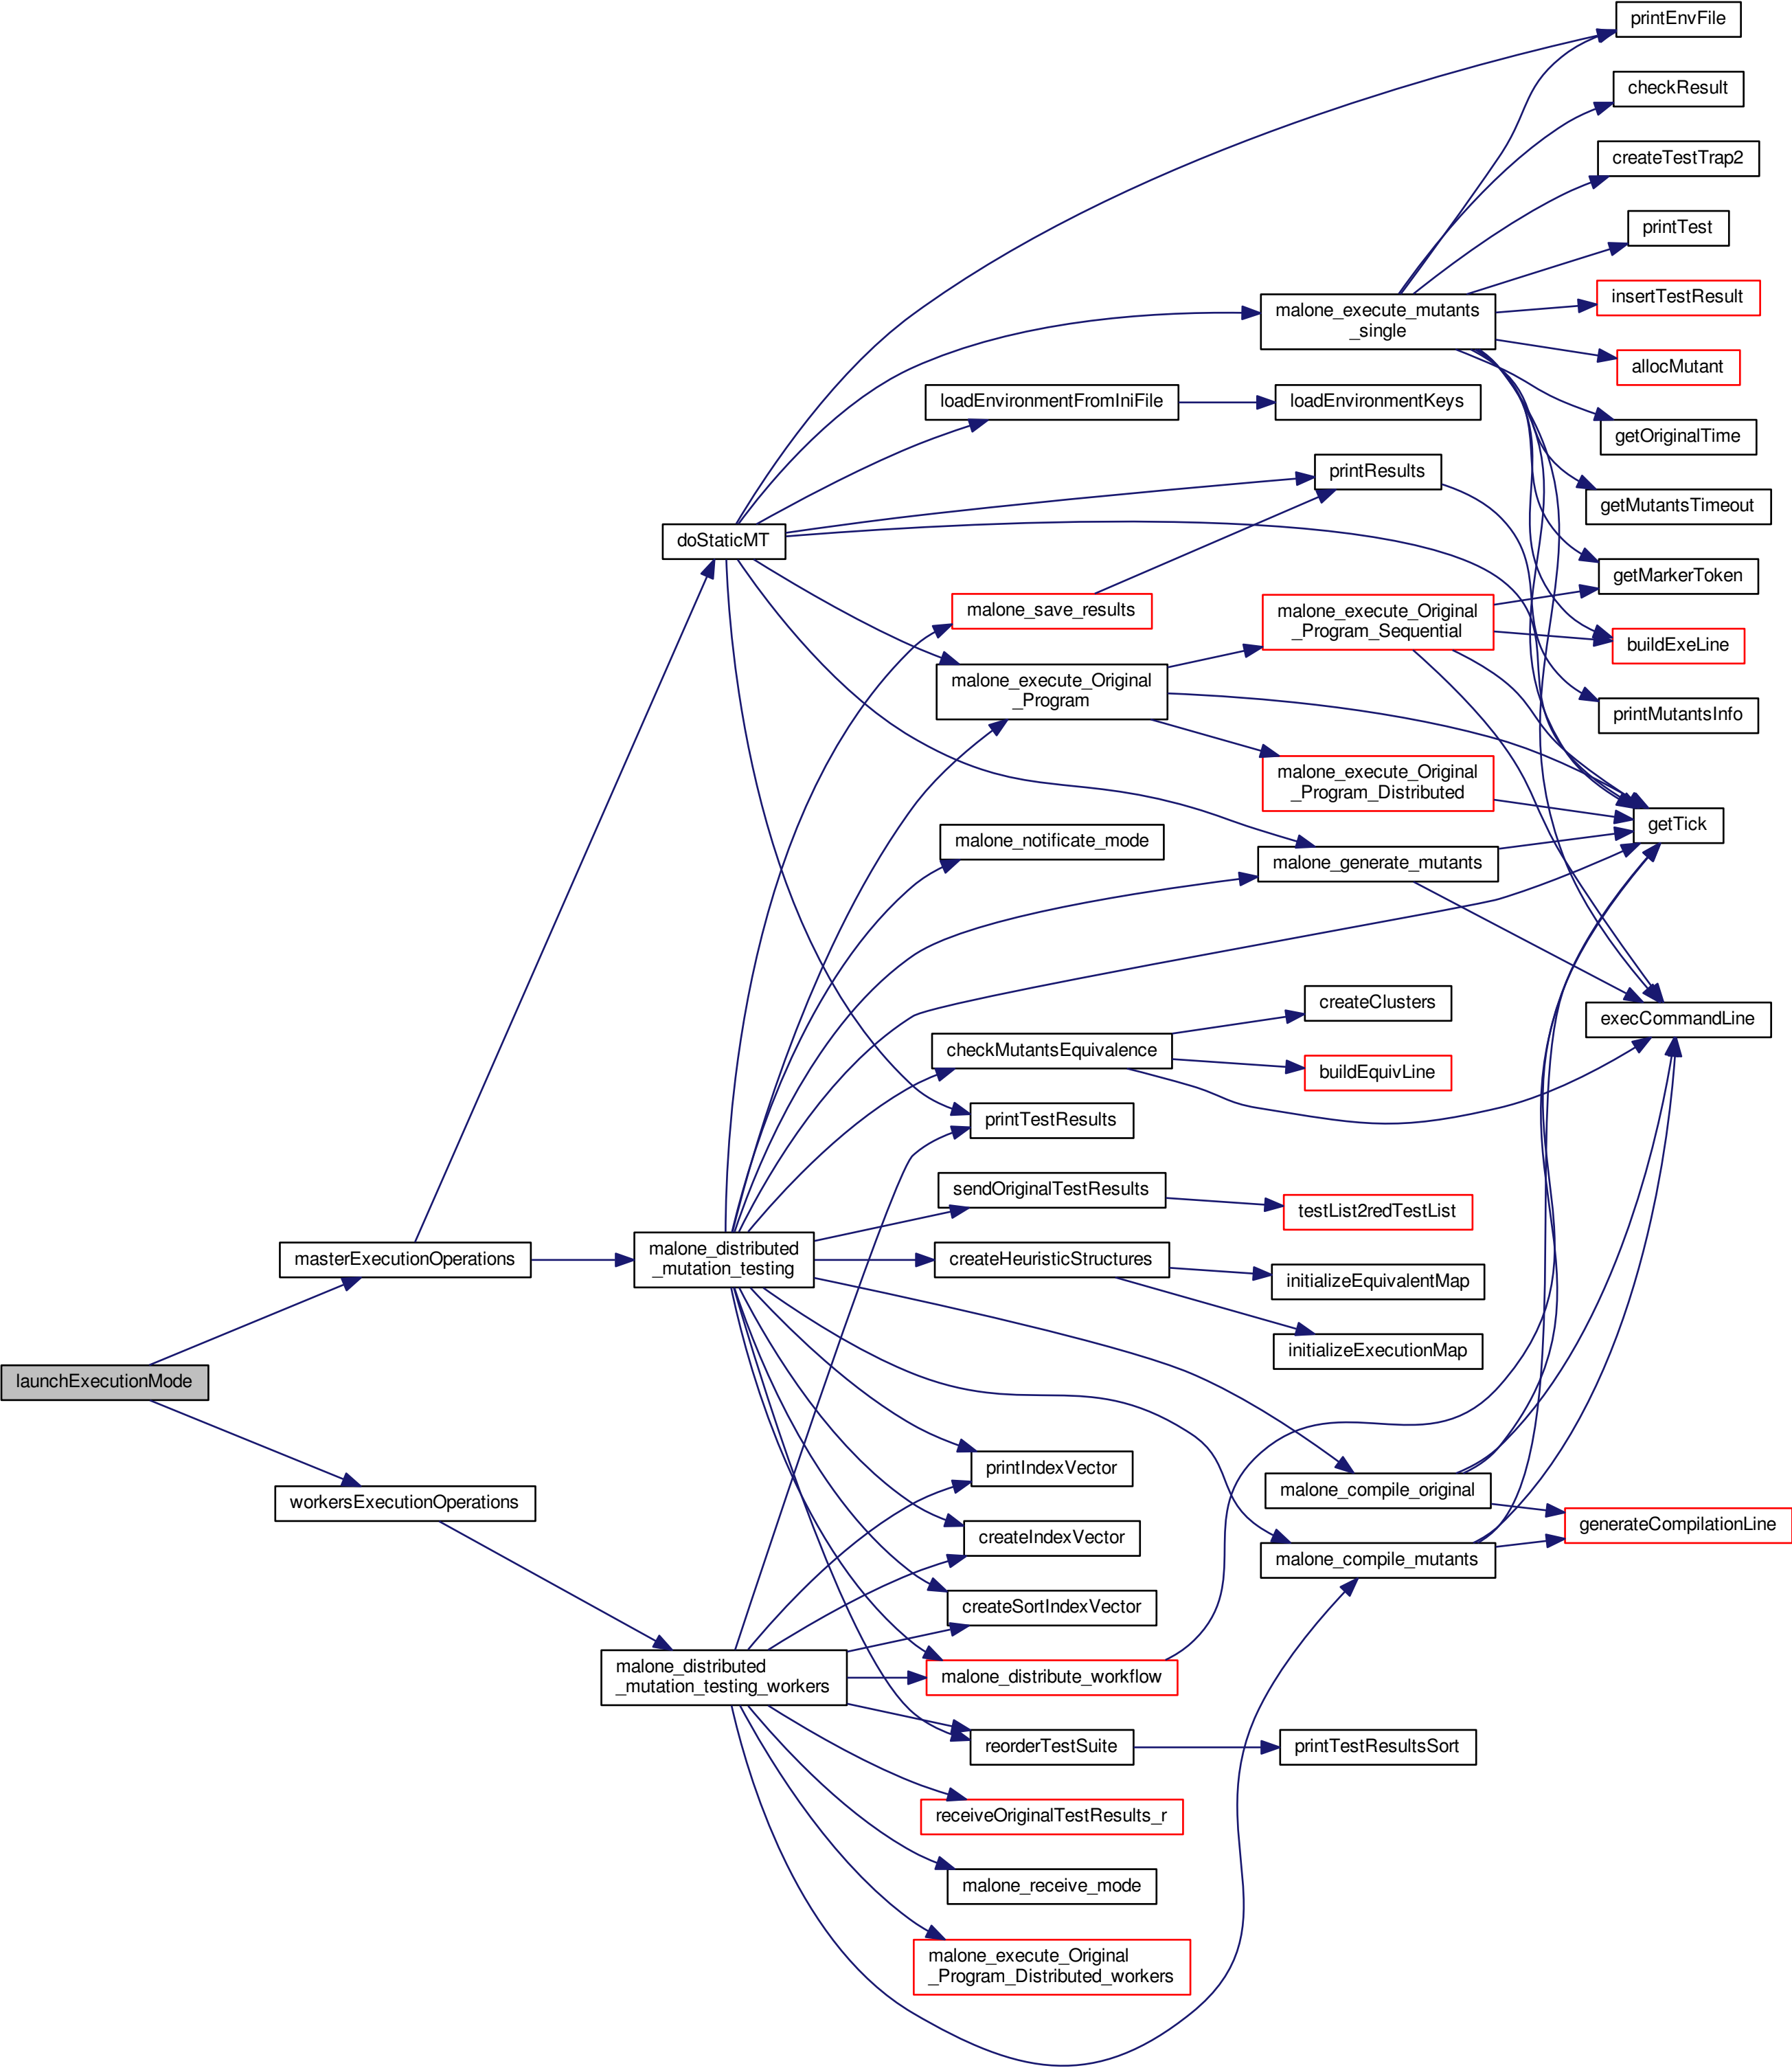 printEnvFile
checkResult
createTestTrap2
printTest
insertTestResult
malone_execute_mutants
_single
allocMutant
loadEnvironmentFromIniFile
loadEnvironmentKeys
getOriginalTime
printResults
getMutantsTimeout
doStaticMT
getMarkerToken
malone_save_results
malone_execute_Original
_Program_Sequential
buildExeLine
malone_execute_Original
_Program
printMutantsInfo
malone_execute_Original
_Program_Distributed
getTick
malone_notificate_mode
malone_generate_mutants
createClusters
execCommandLine
checkMutantsEquivalence
buildEquivLine
printTestResults
sendOriginalTestResults
testList2redTestList
masterExecutionOperations
malone_distributed
_mutation_testing
createHeuristicStructures
initializeEquivalentMap
initializeExecutionMap
launchExecutionMode
printIndexVector
workersExecutionOperations
malone_compile_original
createIndexVector
generateCompilationLine
malone_compile_mutants
createSortIndexVector
malone_distributed
_mutation_testing_workers
malone_distribute_workflow
reorderTestSuite
printTestResultsSort
receiveOriginalTestResults_r
malone_receive_mode
malone_execute_Original
_Program_Distributed_workers